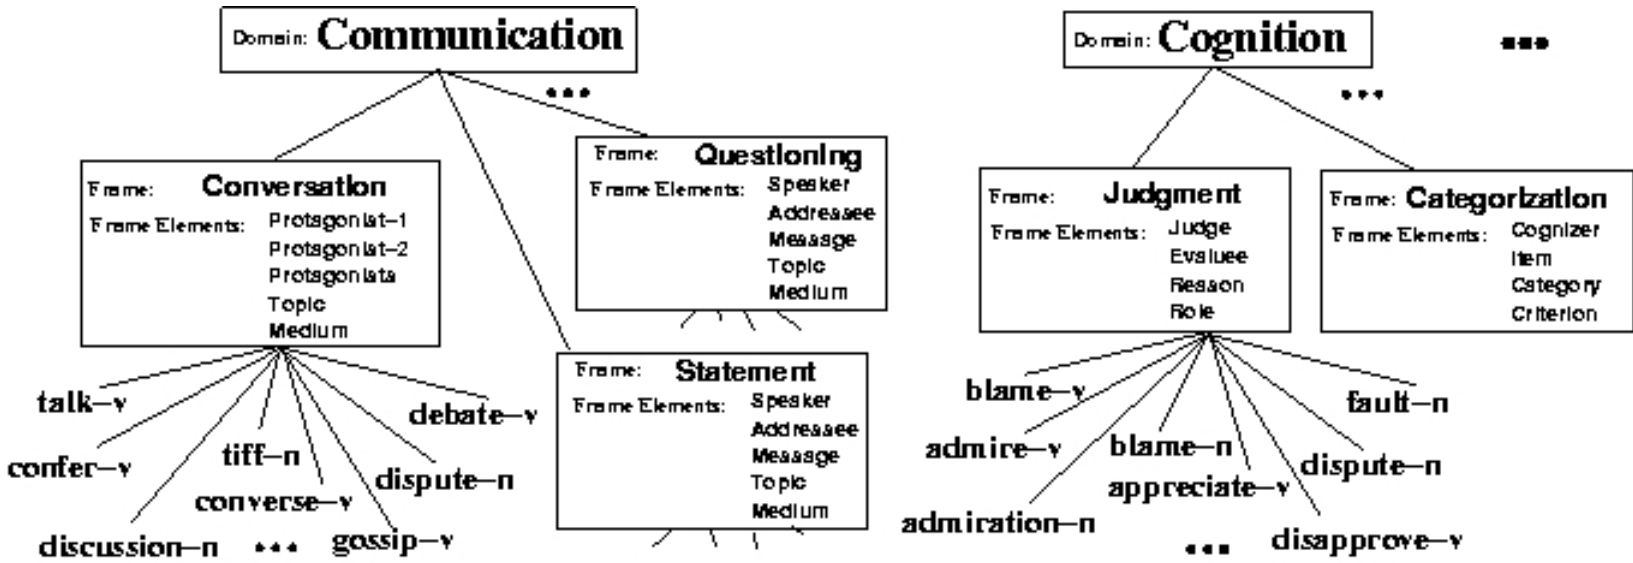 Domain: Communication
Frame: Conversation
Frame Elements: Protagonist–1
Protagonist–2
Protagonists
Topic
Medium
talk–v
confer–v
discussion–n
tiff–n
converse–v
gossip–v
dispute–n
debate–v
...
...
Frame: Questioning
Frame Elements: Speaker
Addressee
Message
Topic
Medium
Frame: Statement
Frame Elements: Speaker
Addressee
Message
Topic
Medium
Domain: Cognition
...
...
Frame: Judgment
Frame Elements: Judge
Evaluee
Reason
Role
blame–v
admire–v
admiration–n
blame–n
appreciate–v
disapprove–v
dispute–n
fault–n
...
Frame: Categorization
Frame Elements: Cognizer
Item
Category
Criterion